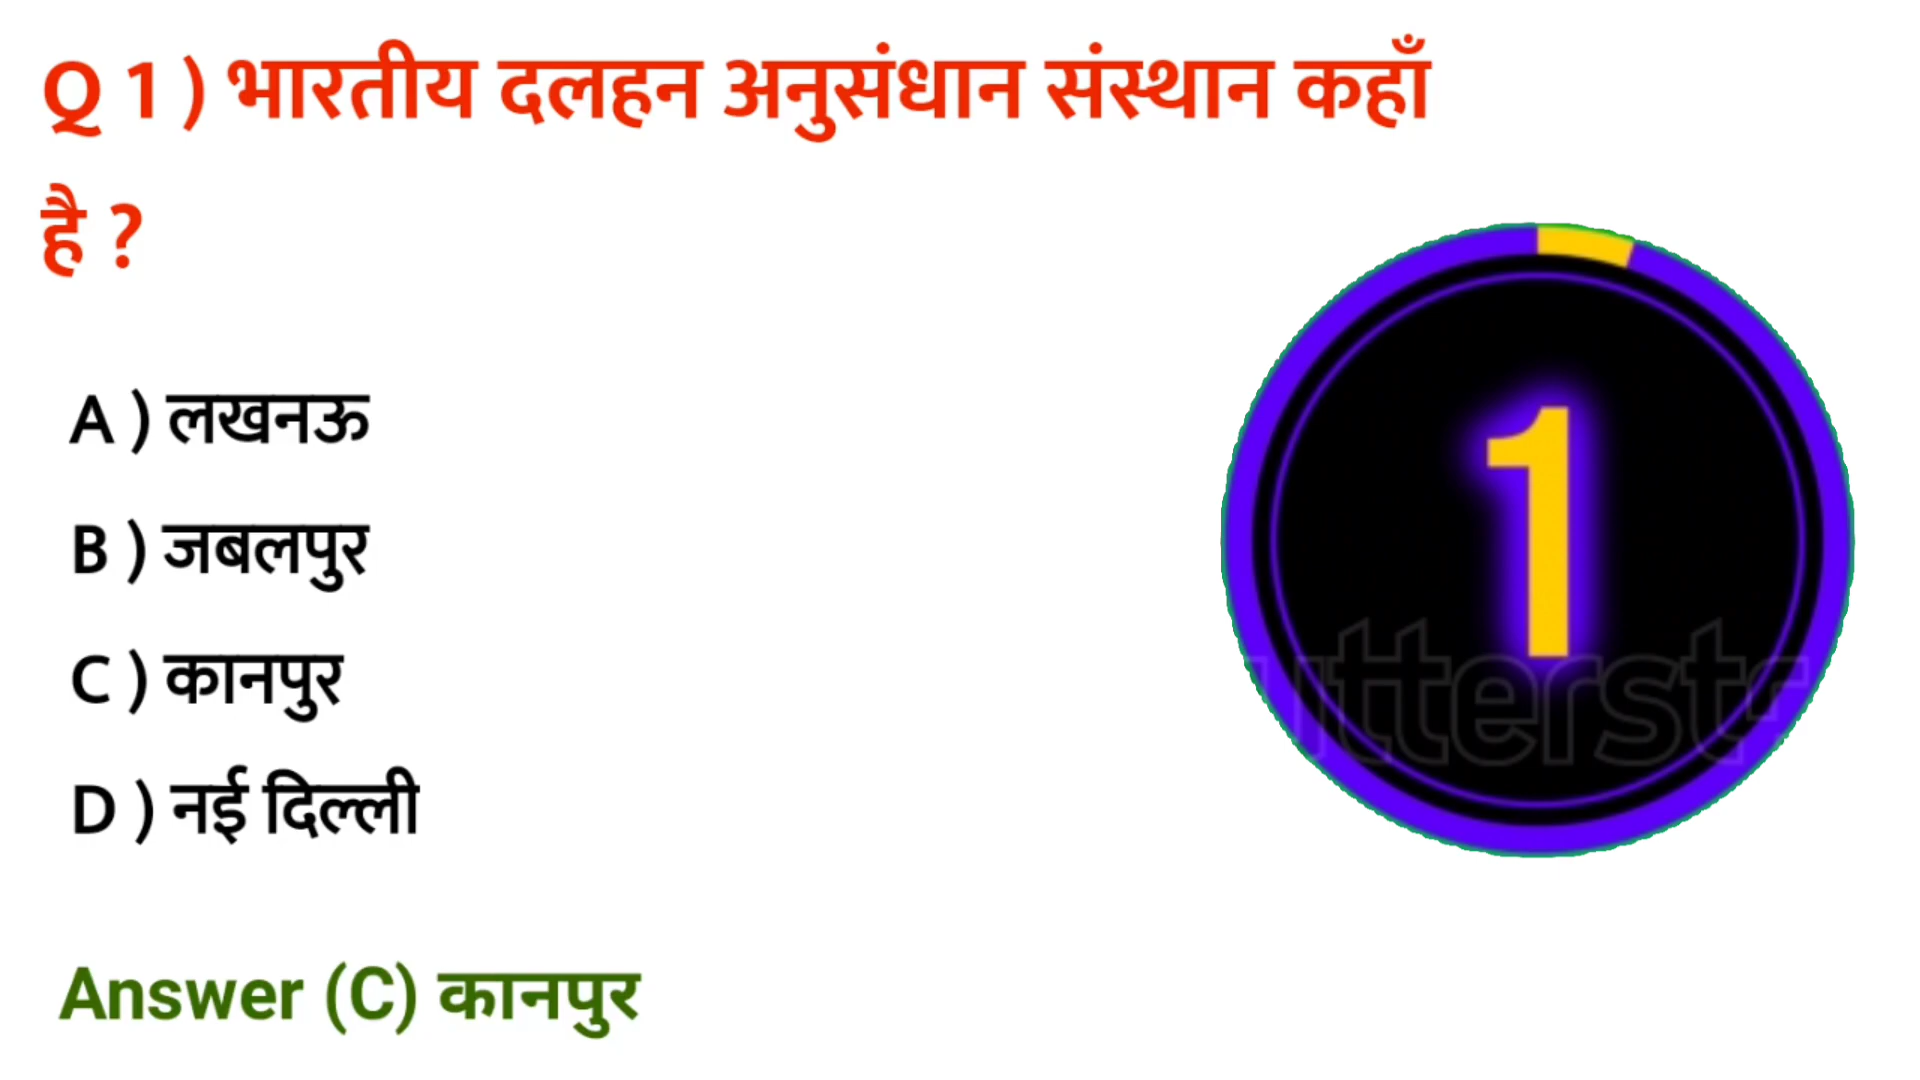 Q 1 ) भारतीय दलहन अनुसंधान संस्थान कहाँ
है ?
A ) लखनऊ
B ) जबलपुर
C ) कानपुर
D ) नई दिल्ली
1
Answer (C) कानपुर